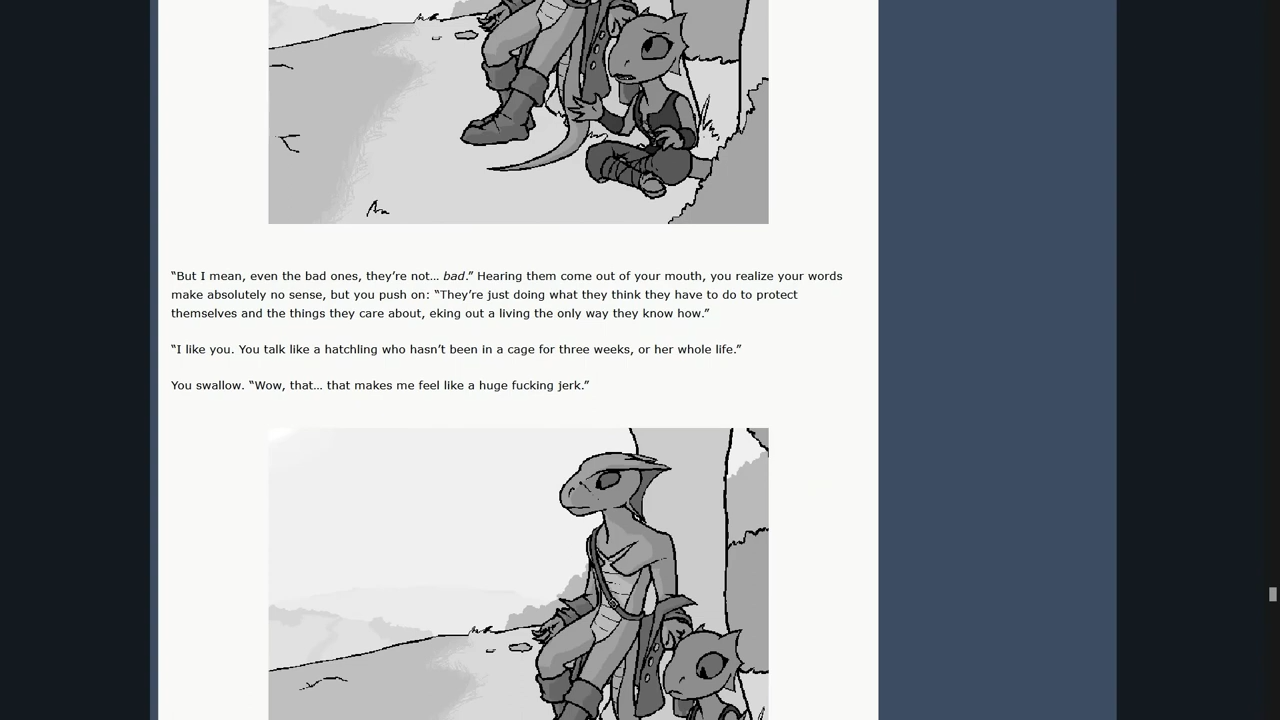 “But I mean, even the bad ones, they’re not… bad.” Hearing them come out of your mouth, you realize your words
make absolutely no sense, but you push on: “They’re just doing what they think they have to do to protect
themselves and the things they care about, eking out a living the only way they know how.”
“I like you. You talk like a hatchling who hasn’t been in a cage for three weeks, or her whole life.”
You swallow. “Wow, that… that makes me feel like a huge fucking jerk.”